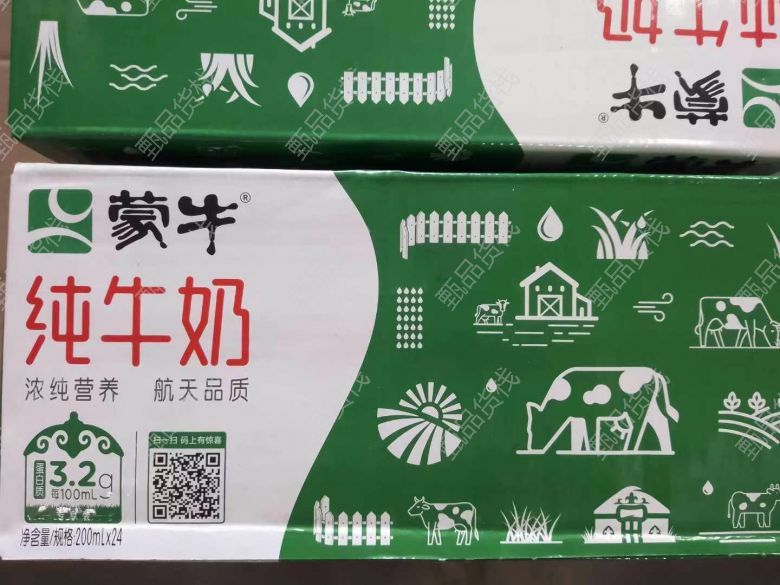 纯牛奶
蒙牛®
蒙牛®
纯牛奶
浓纯营养 航天品质
蛋白质
3.2g
每100mL
扫一扫 码上有惊喜
净含量/规格:200mLx24
甄品货栈